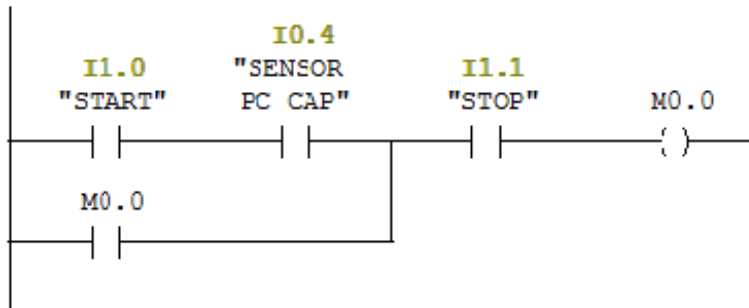 I0.4
I1.0 "SENSOR I1.1
"START" PC CAP" "STOP" M0.0
M0.0